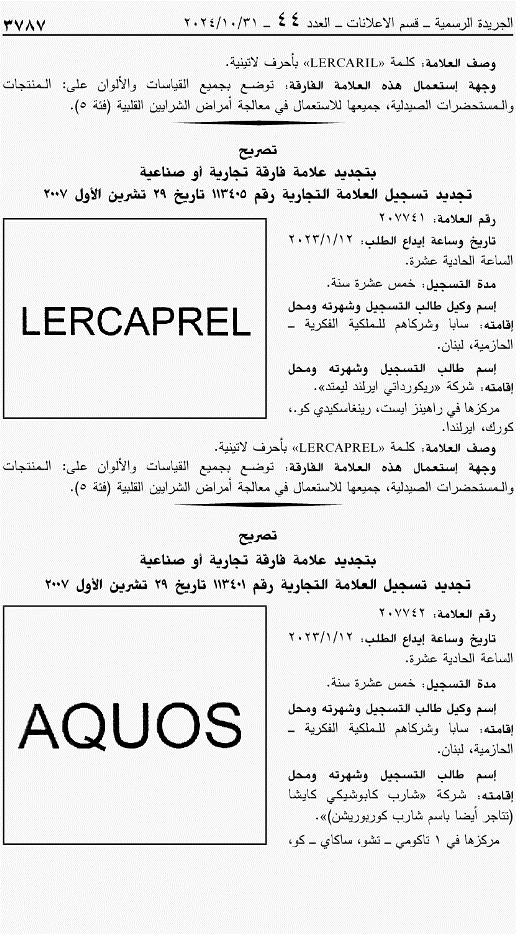 الجريدة الرسمية ــ قسم الاعلانات ــ العدد ٤٤ ــ ٢٠٢٤/١٠/٣١ ٣٧٨٧
وصف العلامة: كلمة «LERCARIL» بأحرف لاتينية.
وجهة إستعمال هذه العلامة الفارقة: توضع بجميع القياسات والألوان على: المنتجات
والمستحضرات الصيدلية، جميعها للاستعمال في معالجة أمراض الشرايين القلبية (فئة ٥).
تصريح
بتجديد علامة فارقة تجارية أو صناعية
تجديد تسجيل العلامة التجارية رقم ١١٣٤٠٥ تاريخ ٢٩ تشرين الأول ٢٠٠٧
رقم العلامة: ٢٠٧٧٤١
تاريخ وساعة إيداع الطلب: ٢٠٢٣/١/١٢
الساعة الحادية عشرة.
مدة التسجيل: خمس عشرة سنة.
إسم وكيل طالب التسجيل وشهرته ومحل
إقامته: سابا وشركاهم للملكية الفكرية ــ
الحازمية، لبنان.
إسم طالب التسجيل وشهرته ومحل
إقامته: شركة «ريكورداتي ايرلند ليمتد».
مركزها في راهينز ايست، رينغاسكيدي كو.،
كورك، ايرلندا.
LERCAPREL
وصف العلامة: كلمة «LERCAPREL» بأحرف لاتينية.
وجهة إستعمال هذه العلامة الفارقة: توضع بجميع القياسات والألوان على: المنتجات
والمستحضرات الصيدلية، جميعها للاستعمال في معالجة أمراض الشرايين القلبية (فئة ٥).
تصريح
بتجديد علامة فارقة تجارية أو صناعية
تجديد تسجيل العلامة التجارية رقم ١١٣٤٠١ تاريخ ٢٩ تشرين الأول ٢٠٠٧
رقم العلامة: ٢٠٧٧٤٢
تاريخ وساعة إيداع الطلب: ٢٠٢٣/١/١٢
الساعة الحادية عشرة.
مدة التسجيل: خمس عشرة سنة.
إسم وكيل طالب التسجيل وشهرته ومحل
إقامته: سابا وشركاهم للملكية الفكرية ــ
الحازمية، لبنان.
إسم طالب التسجيل وشهرته ومحل
إقامته: شركة «شارب كابوشيكي كايشا
(تتاجر أيضا باسم شارب كوربوريشن)».
مركزها في ١ تاكومي ــ تشو، ساكاي ــ كو،
AQUOS